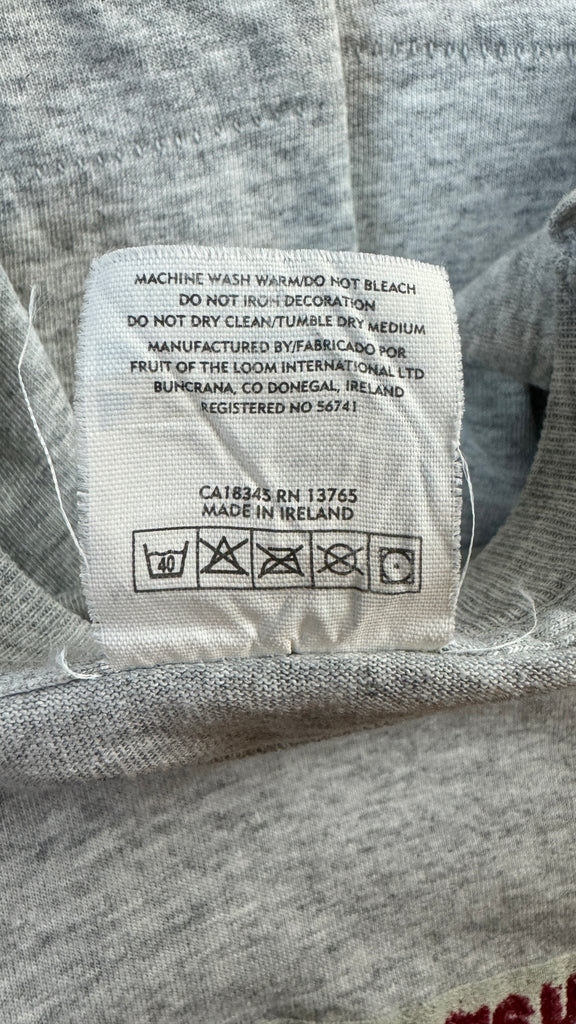 MACHINE WASH WARM/DO NOT BLEACH
DO NOT IRON DECORATION
DO NOT DRY CLEAN/TUMBLE DRY MEDIUM
MANUFACTURED BY/FABRICADO POR
FRUIT OF THE LOOM INTERNATIONAL LTD
BUNCRANA, CO DONEGAL, IRELAND
REGISTERED NO 56741
CA18345 RN 13765
MADE IN IRELAND
40